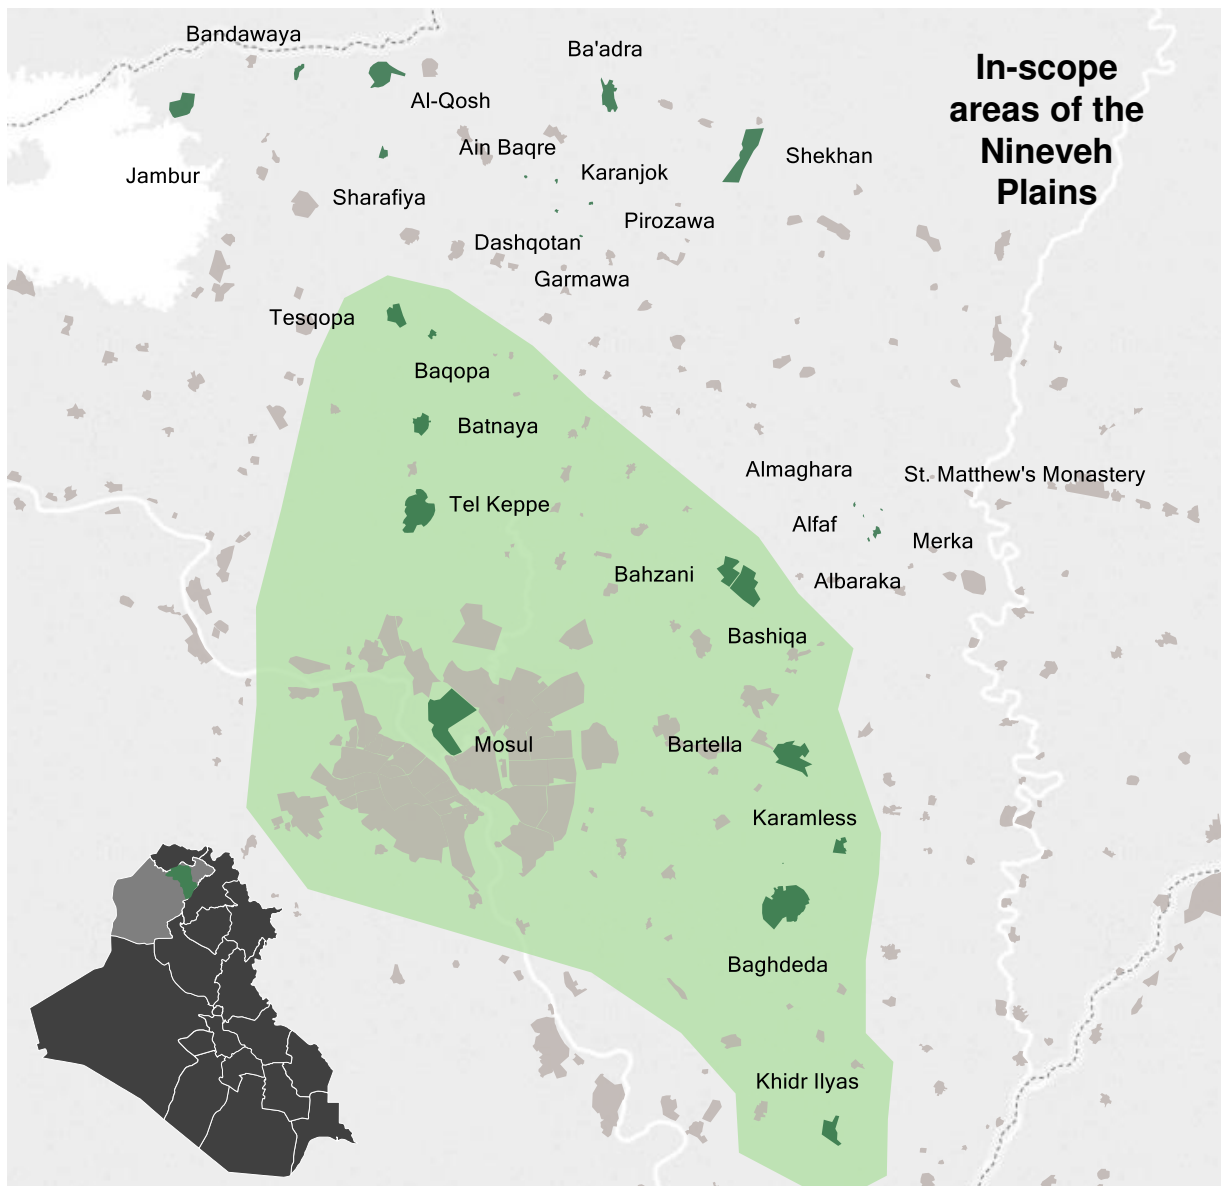 Bandawaya
Ba'adra
In-scope
areas of the
Nineveh
Plains
Al-Qosh
Ain Baqre
Shekhan
Jambur
Karanjok
Sharafiya
Pirozawa
Dashqotan
Garmawa
Tesqopa
Baqopa
Batnaya
Almaghara
St. Matthew's Monastery
Tel Keppe
Alfaf
Merka
Bahzani
Albaraka
Bashiqa
Mosul
Bartella
Karamless
Baghdeda
Khidr Ilyas